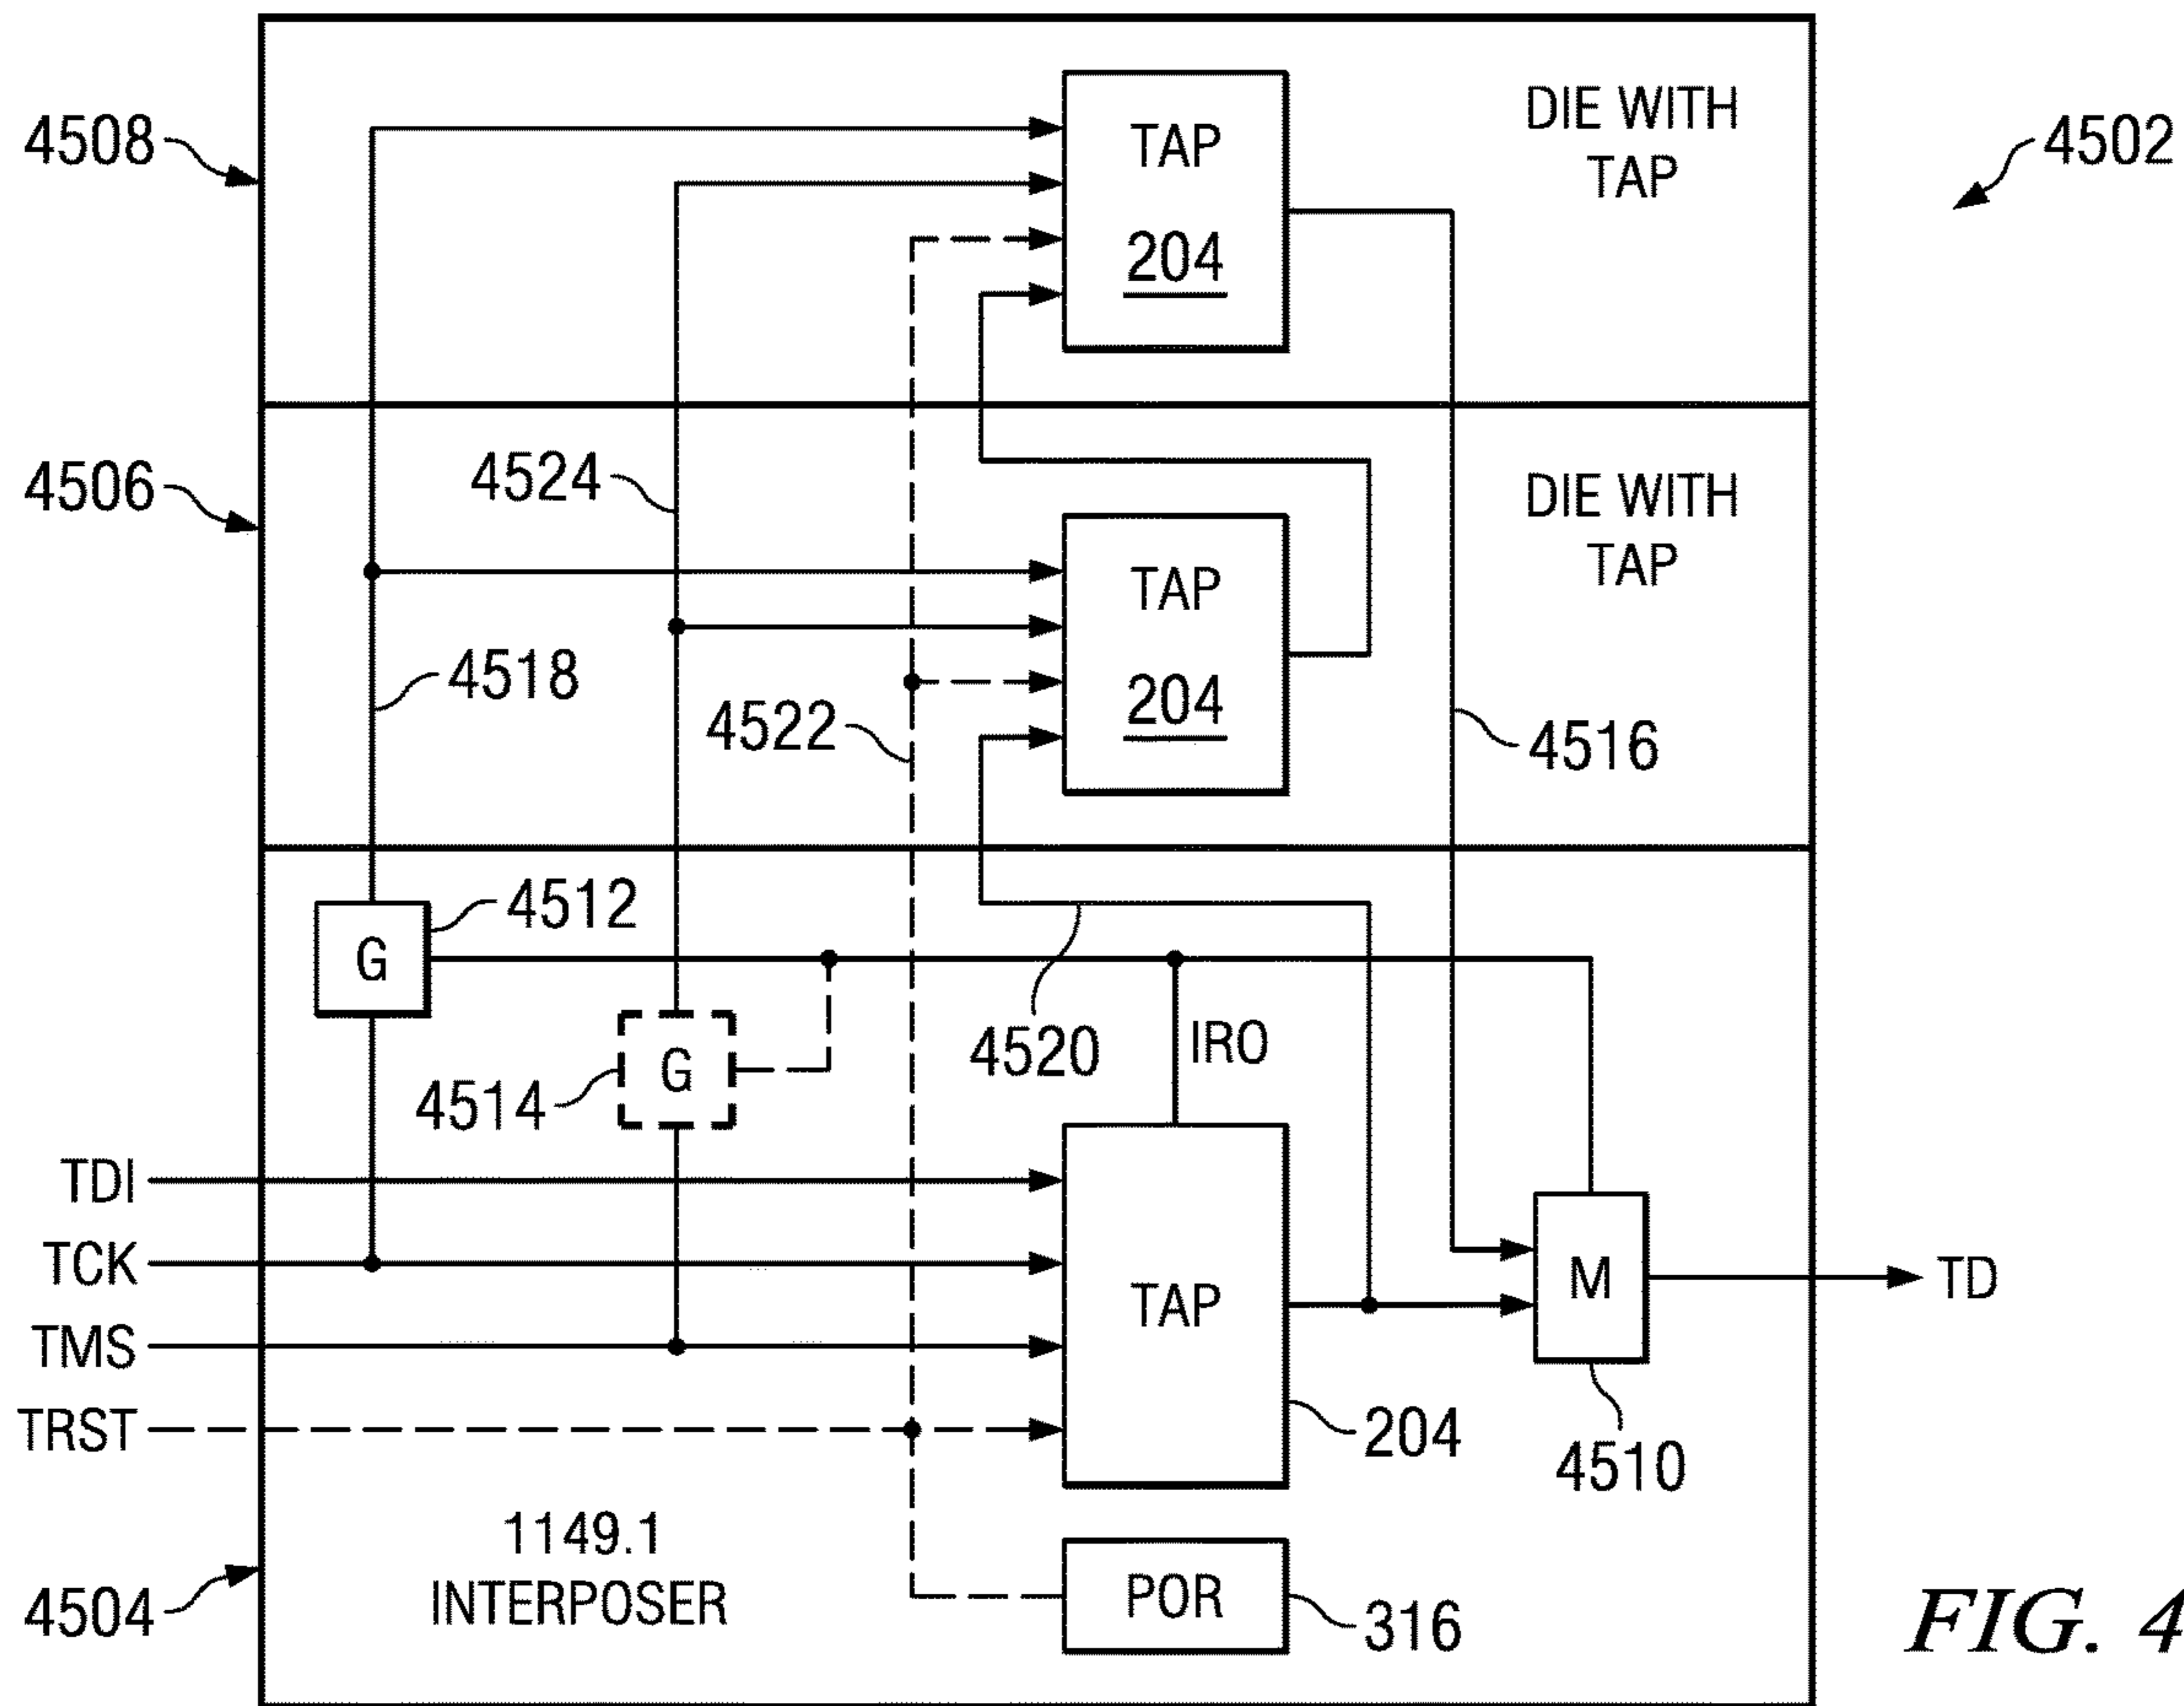 4508
TAP
204
DIE WITH
TAP
4502
4506
4524
DIE WITH
TAP
TAP
204
4518
4522
4516
4512
G
4520
IRO
4514
G
TDI
TCK
TMS
TRST
TAP
M
TD
204
4510
1149.1
INTERPOSER
POR
316
4504
FIG. 4